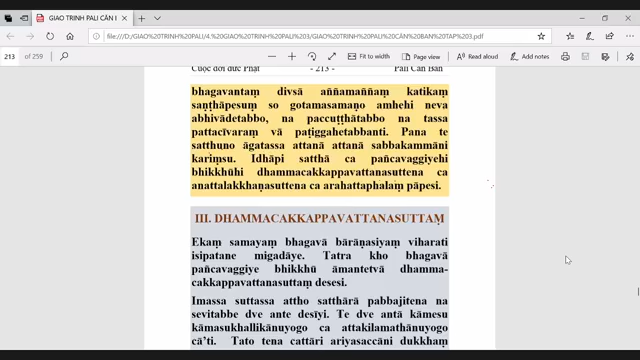 GIAO TRINH PALI CĂN I
file:///D:/GIAO%20TRINH%20PALI/4.%20GIAO%20TRINH%20PALI%203/GIAO%20TRINH%20PALI%20CĂN%20BAN%20TAP%203.pdf
213 of 259 Fit to width Page view Read aloud Add notes
Cuộc đời đức Phật - 213 - Pali Căn Bản
bhagavantaṃ divsā aññamaññaṃ katikaṃ
saṇṭhāpesuṃ so gotamasamaṇo amhehi neva
abhivādetabbo, na paccuṭṭhātabbo na tassa
pattacīvaraṃ vā paṭiggahetabbanti. Pana te
satthuno āgatassa attanā attanā sabbakammāni
kariṃsu. Idhāpi satthā ca pañcavaggiyehi
bhikkhūhi dhammacakkappavattanasuttena ca
anattalakkhaṇasuttena ca arahattaphalaṃ pāpesi.
III. DHAMMACAKKAPPAVATTANASUTTAṂ
Ekaṃ samayaṃ bhagavā bārāṇasiyaṃ viharati
isipatane migadāye. Tatra kho bhagavā
pañcavaggiye bhikkhū āmantetvā dhamma-
cakkappavattanasuttaṃ desesi.
Imassa suttassa attho satthārā pabbajitena na
sevitabbe dve ante desīyi. Te dve antā kāmesu
kāmasukhallikānuyogo ca attakilamathānuyogo
cā'ti. Tato tena cattāri ariyasaccāni dukkhaṃ